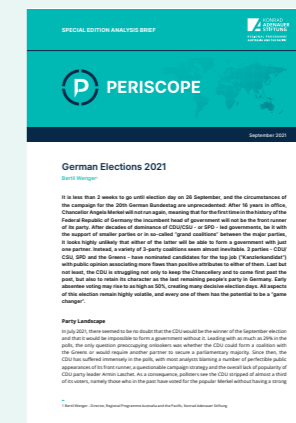 SPECIAL EDITION ANALYSIS BRIEF
KONRAD
ADENAUER
STIFTUNG
REGIONAL PROGRAMME
AUSTRALIA AND THE PACIFIC
PERISCOPE
September 2021
German Elections 2021
Bertil Wenger¹
It is less than 2 weeks to go until election day on 26 September, and the circumstances of
the campaign for the 20th German Bundestag are unprecedented: After 16 years in office,
Chancellor Angela Merkel will not run again, meaning that for the first time in the history of the
Federal Republic of Germany the incumbent head of government will not be the front runner
of its party. After decades of dominance of CDU/CSU – or SPD - led governments, be it with
the support of smaller parties or in so-called "grand coalitions" between the major parties,
it looks highly unlikely that either of the latter will be able to form a government with just
one partner. Instead, a variety of 3-party coalitions seem almost inevitable. 3 parties - CDU/
CSU, SPD and the Greens – have nominated candidates for the top job ("Kanzlerkandidat")
with public opinion associating more flaws than positive attributes to either of them. Last but
not least, the CDU is struggling not only to keep the Chancellery and to come first past the
post, but also to retain its character as the last remaining people's party in Germany. Early
absentee voting may rise to as high as 50%, creating many decisive election days. All aspects
of this election remain highly volatile, and every one of them has the potential to be a "game
changer".
Party Landscape
In July 2021, there seemed to be no doubt that the CDU would be the winner of the September election
and that it would be impossible to form a government without it. Leading with as much as 29% in the
polls, the only question preoccupying onlookers was whether the CDU could form a coalition with
the Greens or would require another partner to secure a parliamentary majority. Since then, the
CDU has suffered immensely in the polls, with most analysts blaming a number of perfectible public
appearances of its front runner, a questionable campaign strategy and the overall lack of popularity of
CDU party leader Armin Laschet. As a consequence, pollsters see the CDU stripped of almost a third
of its voters, namely those who in the past have voted for the popular Merkel without having a strong
1 Bertil Wenger - Director, Regional Programme Australia and the Pacific, Konrad Adenauer Stiftung